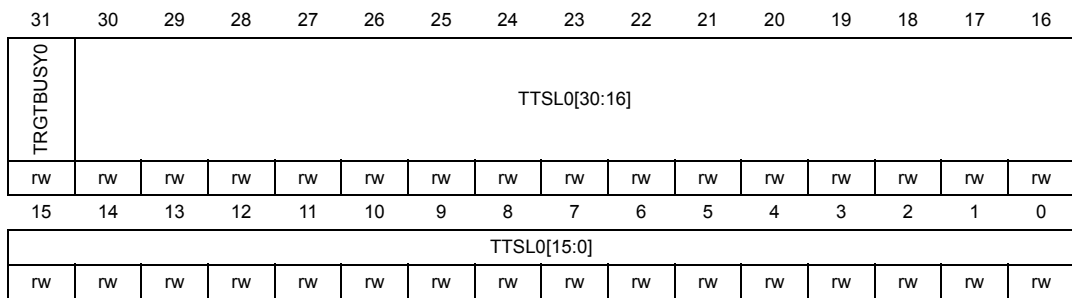 31 30 29 28 27 26 25 24 23 22 21 20 19 18 17 16
TRGTBUSY0
TTSL0[30:16]
rw rw rw rw rw rw rw rw rw rw rw rw rw rw rw rw
15 14 13 12 11 10 9 8 7 6 5 4 3 2 1 0
TTSL0[15:0]
rw rw rw rw rw rw rw rw rw rw rw rw rw rw rw rw